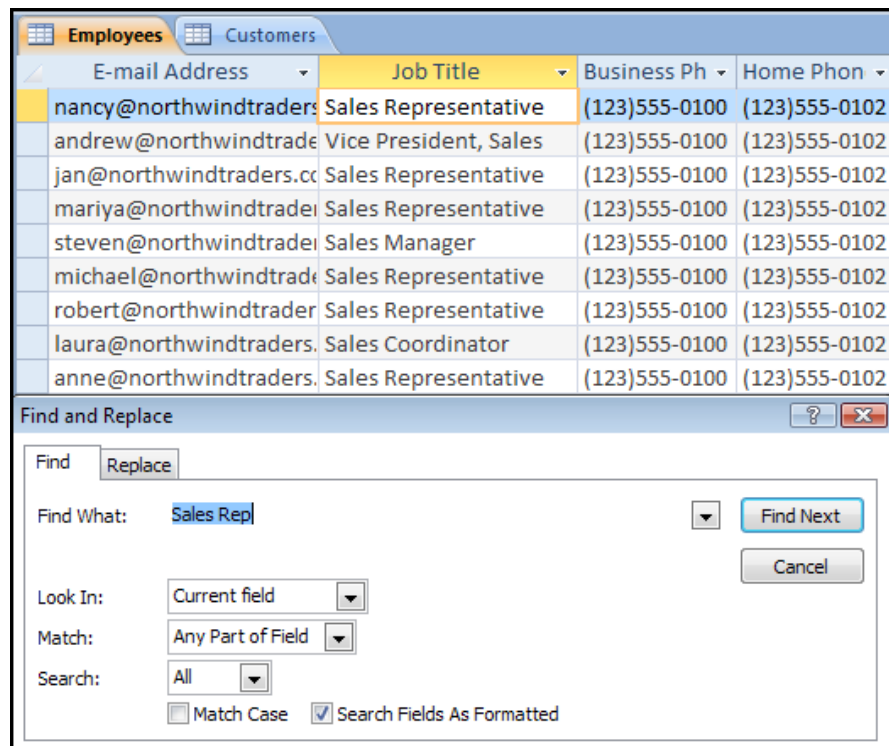 Employees Customers
E-mail Address Job Title Business Ph Home Phon
nancy@northwindtraders Sales Representative (123)555-0100 (123)555-0102
andrew@northwindtrade Vice President, Sales (123)555-0100 (123)555-0102
jan@northwindtraders.co Sales Representative (123)555-0100 (123)555-0102
mariya@northwindtrader Sales Representative (123)555-0100 (123)555-0102
steven@northwindtrader Sales Manager (123)555-0100 (123)555-0102
michael@northwindtrade Sales Representative (123)555-0100 (123)555-0102
robert@northwindtrader Sales Representative (123)555-0100 (123)555-0102
laura@northwindtraders. Sales Coordinator (123)555-0100 (123)555-0102
anne@northwindtraders. Sales Representative (123)555-0100 (123)555-0102
Find and Replace
Find Replace
Find What: Sales Rep Find Next
Cancel
Look In: Current field
Match: Any Part of Field
Search: All
Match Case Search Fields As Formatted